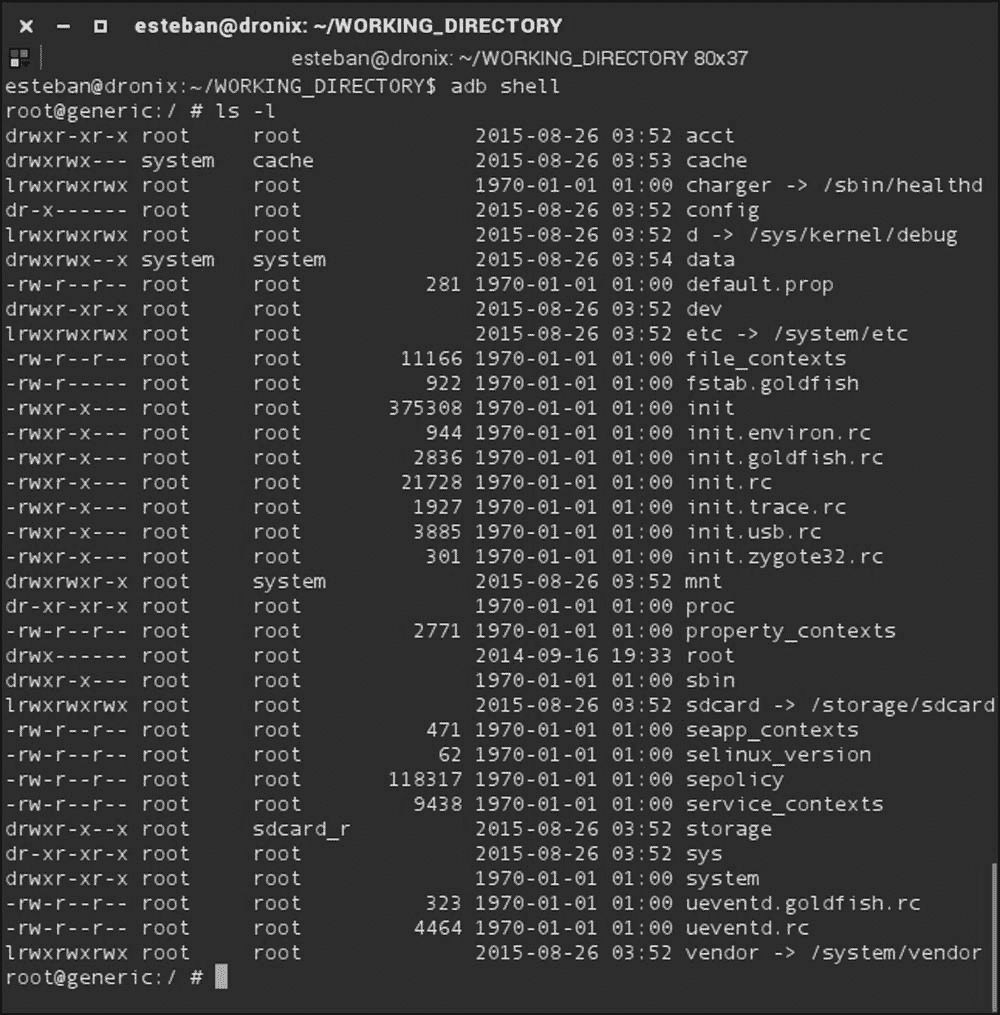 esteban@dronix: ~/WORKING_DIRECTORY
esteban@dronix: ~/WORKING_DIRECTORY 80x37
esteban@dronix:~/WORKING_DIRECTORY$ adb shell
root@generic:/ # ls -l
drwxr-xr-x root     root              2015-08-26 03:52 acct
drwxrwx--- system   cache             2015-08-26 03:53 cache
lrwxrwxrwx root     root              1970-01-01 01:00 charger -> /sbin/healthd
dr-x------ root     root              2015-08-26 03:52 config
lrwxrwxrwx root     root              2015-08-26 03:52 d -> /sys/kernel/debug
drwxrwx--x system   system            2015-08-26 03:54 data
-rw-r--r-- root     root          281 1970-01-01 01:00 default.prop
drwxr-xr-x root     root              2015-08-26 03:52 dev
lrwxrwxrwx root     root              2015-08-26 03:52 etc -> /system/etc
-rw-r--r-- root     root        11166 1970-01-01 01:00 file_contexts
-rw-r----- root     root          922 1970-01-01 01:00 fstab.goldfish
-rwxr-x--- root     root       375308 1970-01-01 01:00 init
-rwxr-x--- root     root          944 1970-01-01 01:00 init.environ.rc
-rwxr-x--- root     root         2836 1970-01-01 01:00 init.goldfish.rc
-rwxr-x--- root     root        21728 1970-01-01 01:00 init.rc
-rwxr-x--- root     root         1927 1970-01-01 01:00 init.trace.rc
-rwxr-x--- root     root         3885 1970-01-01 01:00 init.usb.rc
-rwxr-x--- root     root          301 1970-01-01 01:00 init.zygote32.rc
drwxrwxr-x root     system            2015-08-26 03:52 mnt
dr-xr-xr-x root     root              1970-01-01 01:00 proc
-rw-r--r-- root     root         2771 1970-01-01 01:00 property_contexts
drwx------ root     root              2014-09-16 19:33 root
drwxr-x--- root     root              1970-01-01 01:00 sbin
lrwxrwxrwx root     root              2015-08-26 03:52 sdcard -> /storage/sdcard
-rw-r--r-- root     root          471 1970-01-01 01:00 seapp_contexts
-rw-r--r-- root     root           62 1970-01-01 01:00 selinux_version
-rw-r--r-- root     root       118317 1970-01-01 01:00 sepolicy
-rw-r--r-- root     root         9438 1970-01-01 01:00 service_contexts
drwxr-x--x root     sdcard_r          2015-08-26 03:52 storage
dr-xr-xr-x root     root              2015-08-26 03:52 sys
drwxr-xr-x root     root              1970-01-01 01:00 system
-rw-r--r-- root     root          323 1970-01-01 01:00 ueventd.goldfish.rc
-rw-r--r-- root     root         4464 1970-01-01 01:00 ueventd.rc
lrwxrwxrwx root     root              2015-08-26 03:52 vendor -> /system/vendor
root@generic:/ #